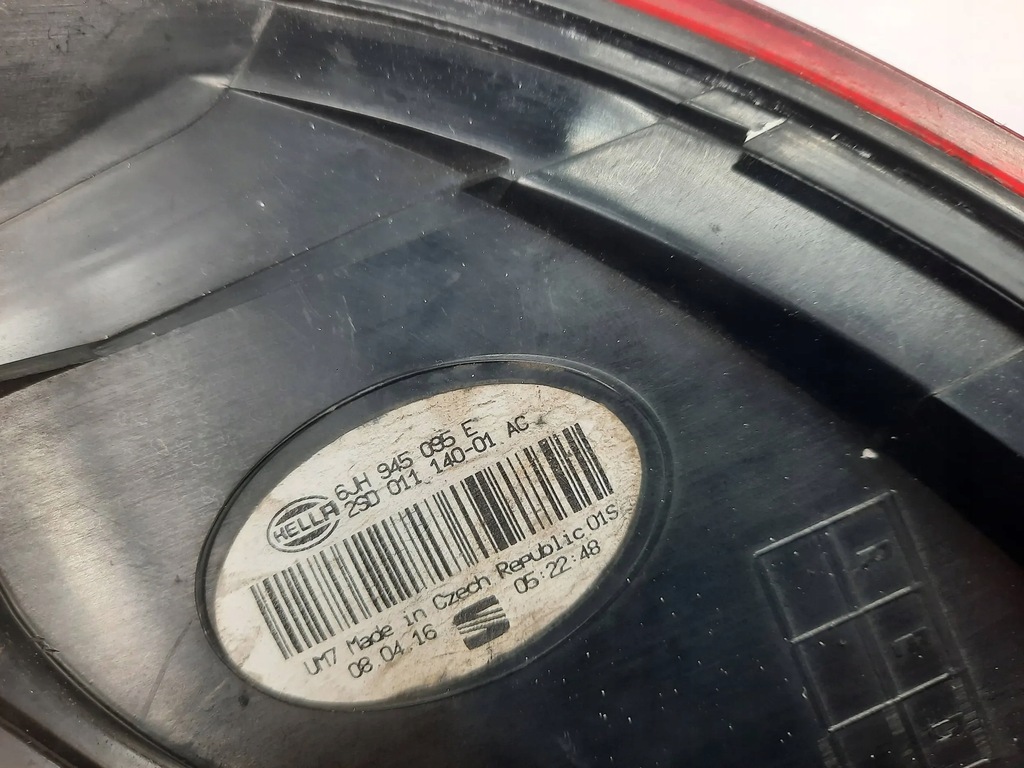 HELLA
6JH 945 095 E
2SD 011 140-01 AC
UM7 Made in Czech Republic 01S
08.04.16 05:22:48
R